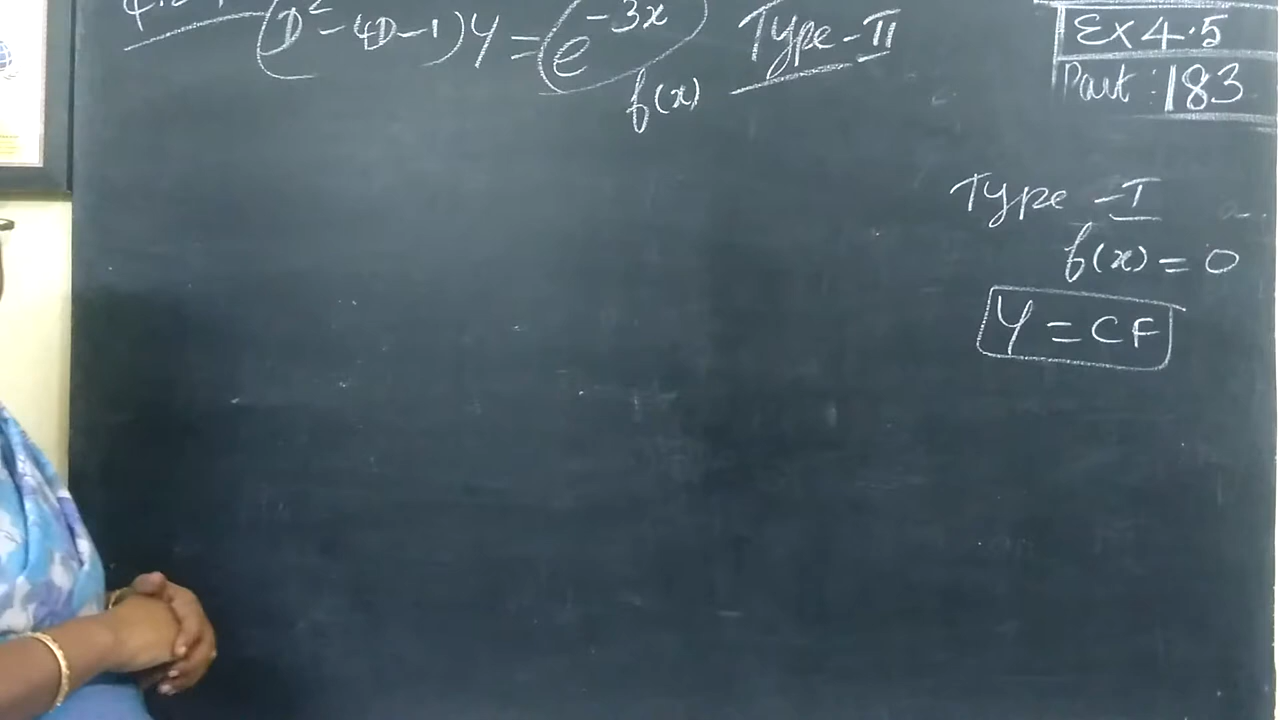 (D² - 4D - 1) y = e^{-3x} Type - II
f(x)
Ex 4.5
Part : 183
Type - I
f(x) = 0
y = CF